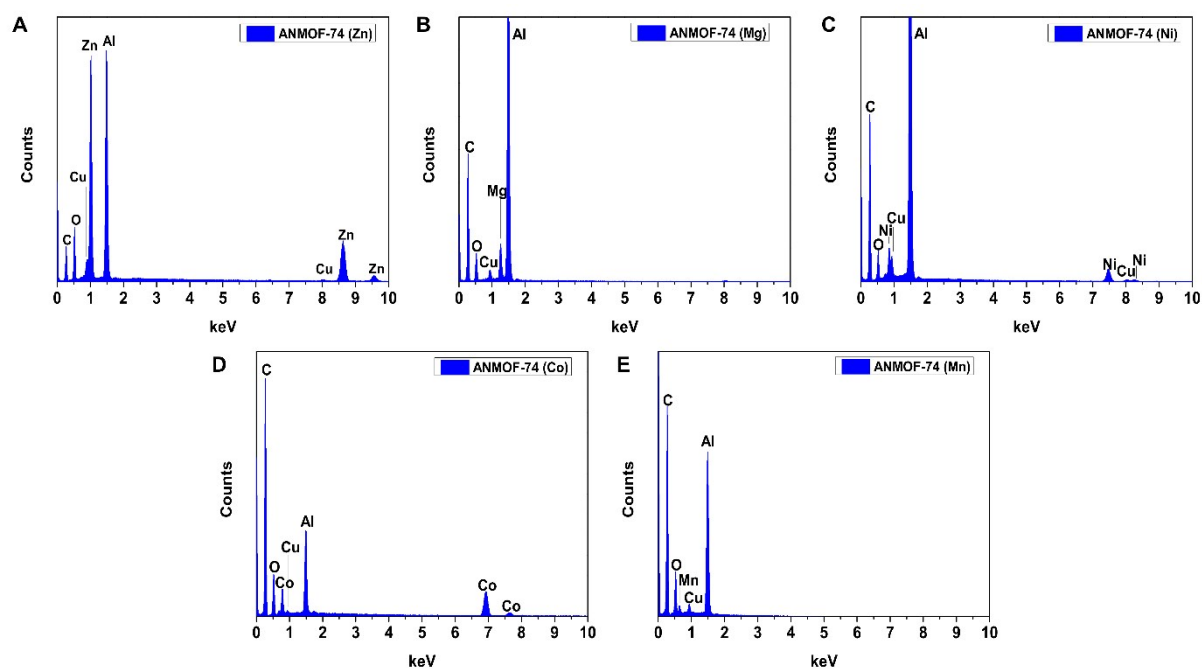 A
ANMOF-74 (Zn)
Counts
Zn
Al
Cu
O
C
Zn
Cu
Zn
0 1 2 3 4 5 6 7 8 9 10
keV
B
ANMOF-74 (Mg)
Counts
Al
C
Mg
O
Cu
0 1 2 3 4 5 6 7 8 9 10
keV
C
ANMOF-74 (Ni)
Counts
Al
C
Cu
Ni
O
Ni
Ni
Cu
0 1 2 3 4 5 6 7 8 9 10
keV
D
ANMOF-74 (Co)
Counts
C
Cu
Al
O
Co
Co
Co
0 1 2 3 4 5 6 7 8 9 10
keV
E
ANMOF-74 (Mn)
Counts
C
Al
O
Mn
Cu
0 1 2 3 4 5 6 7 8 9 10
keV